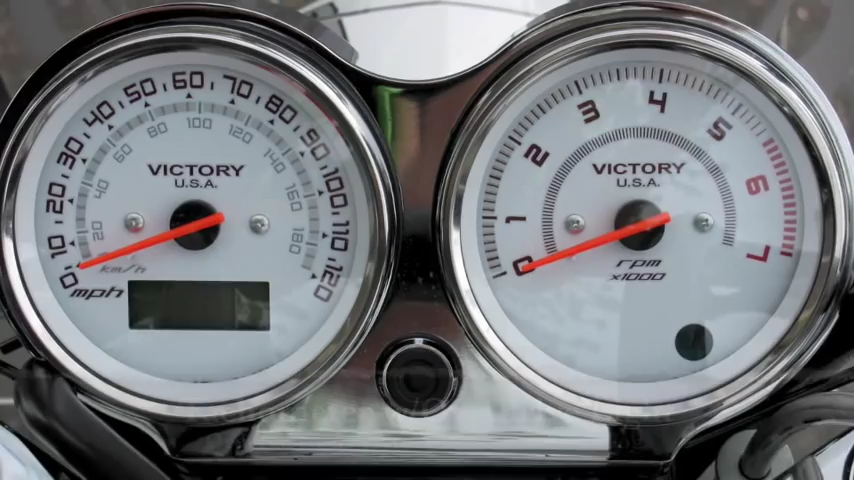 0 10 20 30 40 50 60 70 80 90 100 110 120
20 40 60 80 100 120 140 160 180
VICTORY
U.S.A.
km/h
mph
0 1 2 3 4 5 6 7
VICTORY
U.S.A.
rpm
x1000